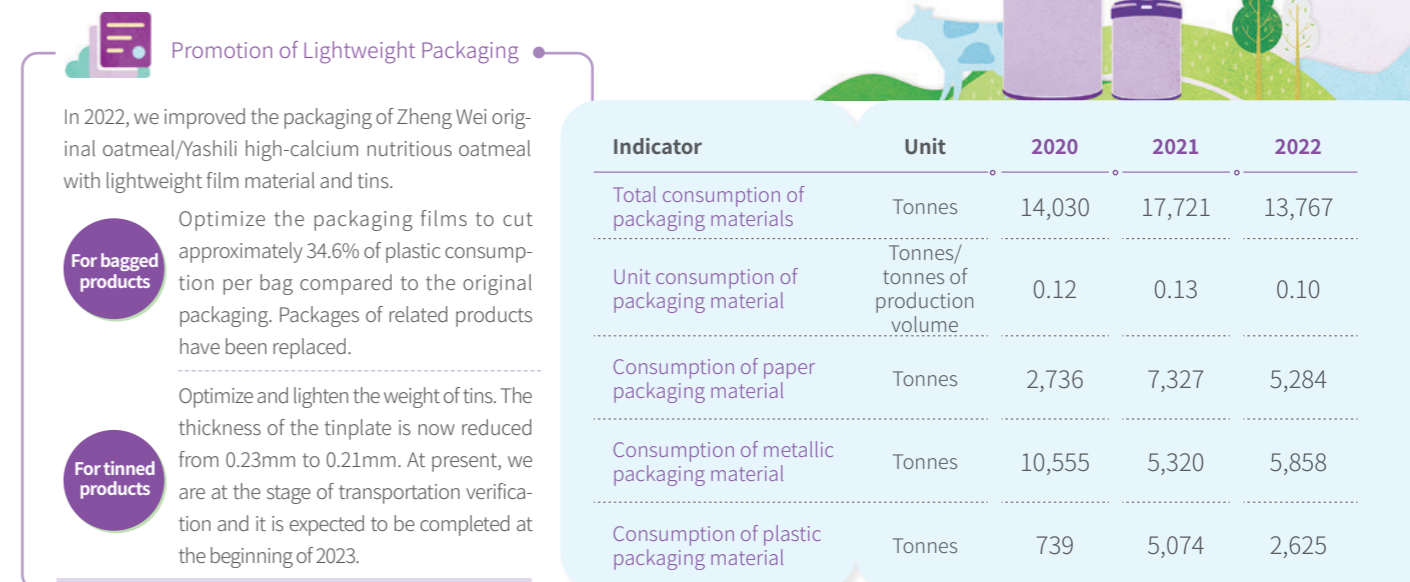 Promotion of Lightweight Packaging
In 2022, we improved the packaging of Zheng Wei orig-
inal oatmeal/Yashili high-calcium nutritious oatmeal
with lightweight film material and tins.
For bagged
products
Optimize the packaging films to cut
approximately 34.6% of plastic consump-
tion per bag compared to the original
packaging. Packages of related products
have been replaced.
For tinned
products
Optimize and lighten the weight of tins. The
thickness of the tinplate is now reduced
from 0.23mm to 0.21mm. At present, we
are at the stage of transportation verifica-
tion and it is expected to be completed at
the beginning of 2023.
Indicator Unit 2020 2021 2022
Total consumption of
packaging materials
Tonnes 14,030 17,721 13,767
Unit consumption of
packaging material
Tonnes/
tonnes of
production
volume
0.12 0.13 0.10
Consumption of paper
packaging material
Tonnes 2,736 7,327 5,284
Consumption of metallic
packaging material
Tonnes 10,555 5,320 5,858
Consumption of plastic
packaging material
Tonnes 739 5,074 2,625